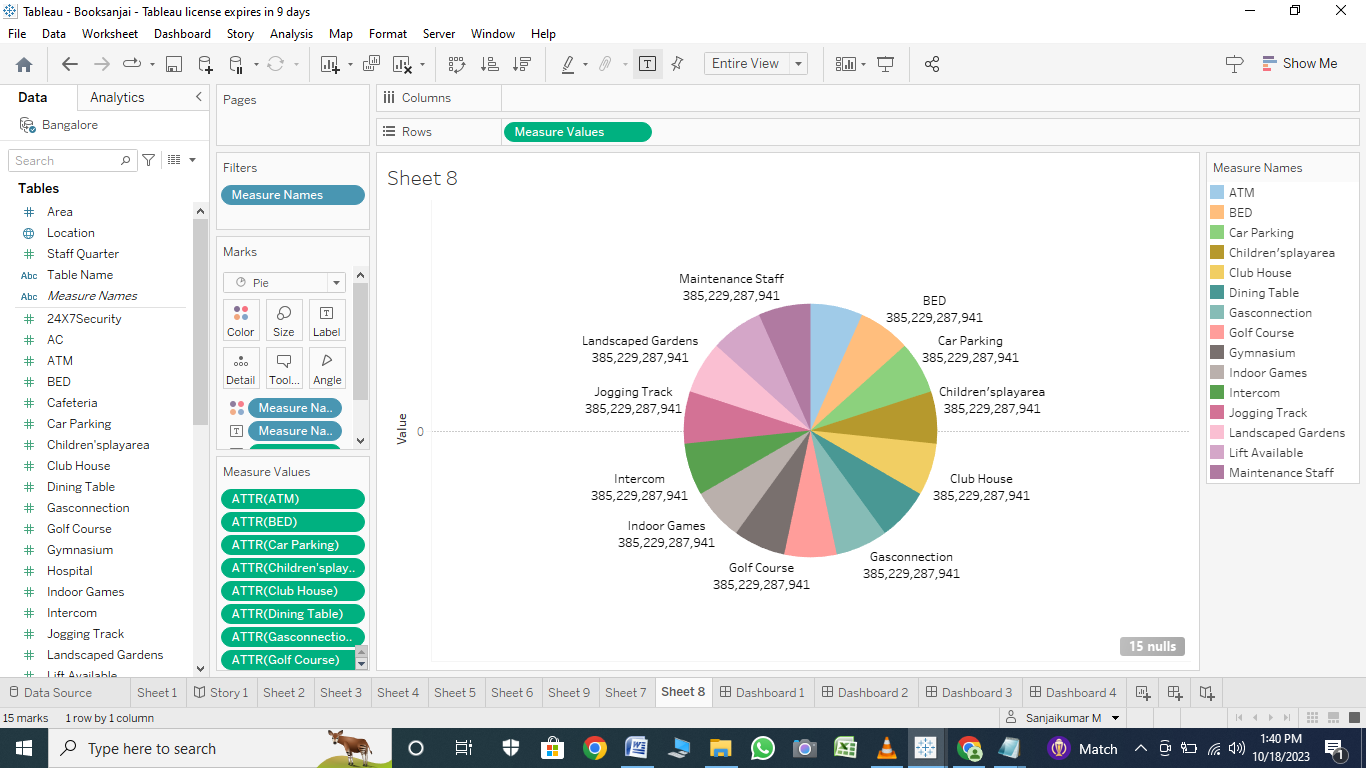 Tableau - Booksanjai - Tableau license expires in 9 days
File Data Worksheet Dashboard Story Analysis Map Format Server Window Help
Entire View
Show Me
Data Analytics
Bangalore
Search
Tables
Area
Location
Staff Quarter
Abc Table Name
Abc Measure Names
24X7Security
AC
ATM
BED
Cafeteria
Car Parking
Children'splayarea
Club House
Dining Table
Gasconnection
Golf Course
Gymnasium
Hospital
Indoor Games
Intercom
Jogging Track
Landscaped Gardens
Lift Available
Pages
Filters
Measure Names
Marks
Pie
Color Size Label
Detail Tool... Angle
Measure Na..
Measure Na..
Measure Values
ATTR(ATM)
ATTR(BED)
ATTR(Car Parking)
ATTR(Children'splay..
ATTR(Club House)
ATTR(Dining Table)
ATTR(Gasconnectio..
ATTR(Golf Course)
Columns
Rows Measure Values
Sheet 8
Value
0
Maintenance Staff
385,229,287,941
BED
385,229,287,941
Landscaped Gardens
385,229,287,941
Car Parking
385,229,287,941
Jogging Track
385,229,287,941
Children'splayarea
385,229,287,941
Intercom
385,229,287,941
Club House
385,229,287,941
Indoor Games
385,229,287,941
Gasconnection
385,229,287,941
Golf Course
385,229,287,941
15 nulls
Measure Names
ATM
BED
Car Parking
Children'splayarea
Club House
Dining Table
Gasconnection
Golf Course
Gymnasium
Indoor Games
Intercom
Jogging Track
Landscaped Gardens
Lift Available
Maintenance Staff
Data Source Sheet 1 Story 1 Sheet 2 Sheet 3 Sheet 4 Sheet 5 Sheet 6 Sheet 9 Sheet 7 Sheet 8 Dashboard 1 Dashboard 2 Dashboard 3 Dashboard 4
15 marks 1 row by 1 column
Sanjaikumar M
Type here to search
Match
1:40 PM
10/18/2023
1